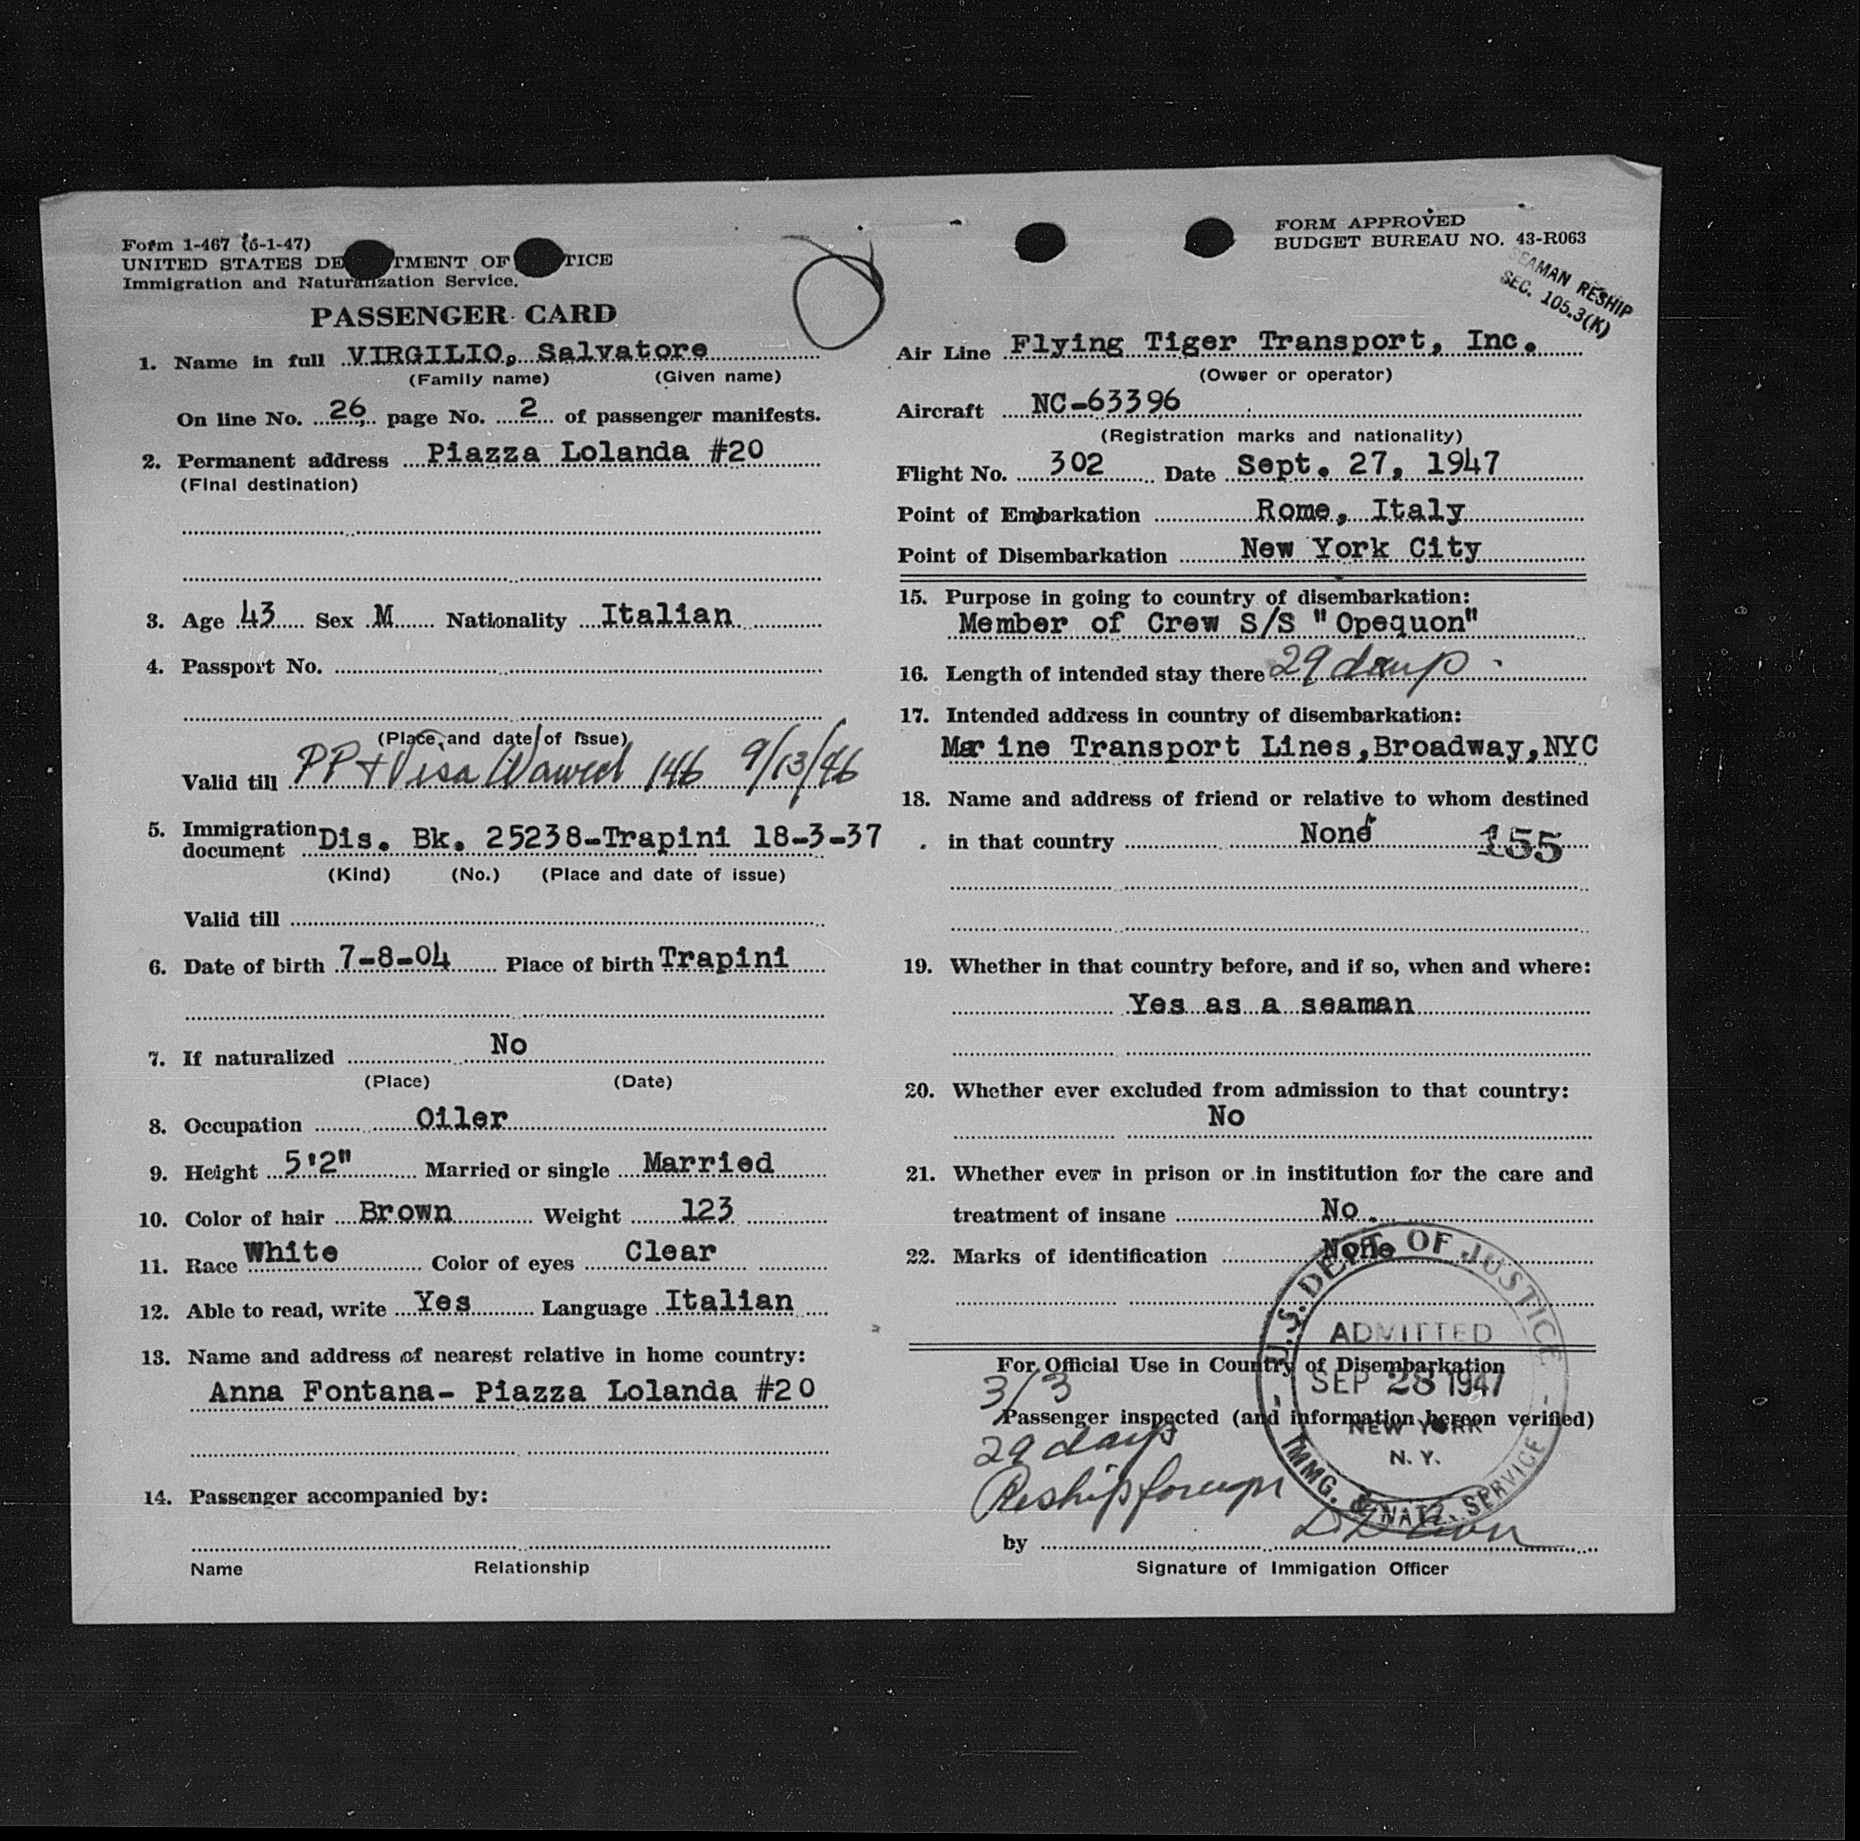 Form 1-467 (6-1-47)
UNITED STATES DE TMENT OF TICE
Immigration and Naturalization Service.
PASSENGER CARD
1. Name in full VIRGILIO, Salvatore
(Family name) (Given name)
On line No. 26, page No. 2 of passenger manifests.
2. Permanent address Piazza Lolanda #20
(Final destination)
3. Age 43 Sex M Nationality Italian
4. Passport No.
(Place and date of issue)
Valid till PP + Visa Waived 146 9/13/46
5. Immigration
document Dis. Bk. 25238-Trapini 18-3-37
(Kind) (No.) (Place and date of issue)
Valid till
6. Date of birth 7-8-04 Place of birth Trapini
7. If naturalized No
(Place) (Date)
8. Occupation Oiler
9. Height 5'2" Married or single Married
10. Color of hair Brown Weight 123
11. Race White Color of eyes Clear
12. Able to read, write Yes Language Italian
13. Name and address of nearest relative in home country:
Anna Fontana- Piazza Lolanda #20
14. Passenger accompanied by:
Name Relationship
FORM APPROVED
BUDGET BUREAU NO. 43-R063
SEAMAN RESHIP
SEC. 105.3(K)
Air Line Flying Tiger Transport, Inc.
(Owner or operator)
Aircraft NC-63396
(Registration marks and nationality)
Flight No. 302 Date Sept. 27, 1947
Point of Embarkation Rome, Italy
Point of Disembarkation New York City
15. Purpose in going to country of disembarkation:
Member of Crew S/S "Opequon"
16. Length of intended stay there 29 days
17. Intended address in country of disembarkation:
Mar ine Transport Lines,Broadway,NYC
18. Name and address of friend or relative to whom destined
in that country None 155
19. Whether in that country before, and if so, when and where:
Yes as a seaman
20. Whether ever excluded from admission to that country:
No
21. Whether ever in prison or in institution for the care and
treatment of insane No.
22. Marks of identification None
U.S. DEPT OF JUSTICE
ADMITTED
SEP 28 1947
NEW YORK
N. Y.
IMMG. & NATZ. SERVICE
For Official Use in Country of Disembarkation
3/3
Passenger inspected (and information hereon verified)
29 days
Reship foreign
by
Signature of Immigation Officer